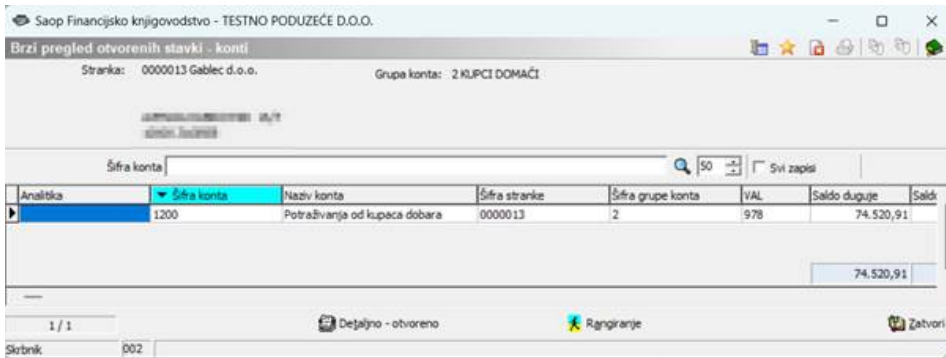 Saop Financijsko knjigovodstvo - TESTNO PODUZEĆE D.O.O.
Brzi pregled otvorenih stavki - konti
Stranka: 0000013 Gablec d.o.o. Grupa konta: 2 KUPCI DOMAĆI
Šifra konta 50 Svi zapisi
Analitika Šifra konta Naziv konta Šifra stranke Šifra grupe konta VAL Saldo duguje Saldo
1200 Potraživanja od kupaca dobara 0000013 2 978 74.520,91
74.520,91
1 / 1 Detaljno - otvoreno Rangiranje Zatvori
Skrbnik 002